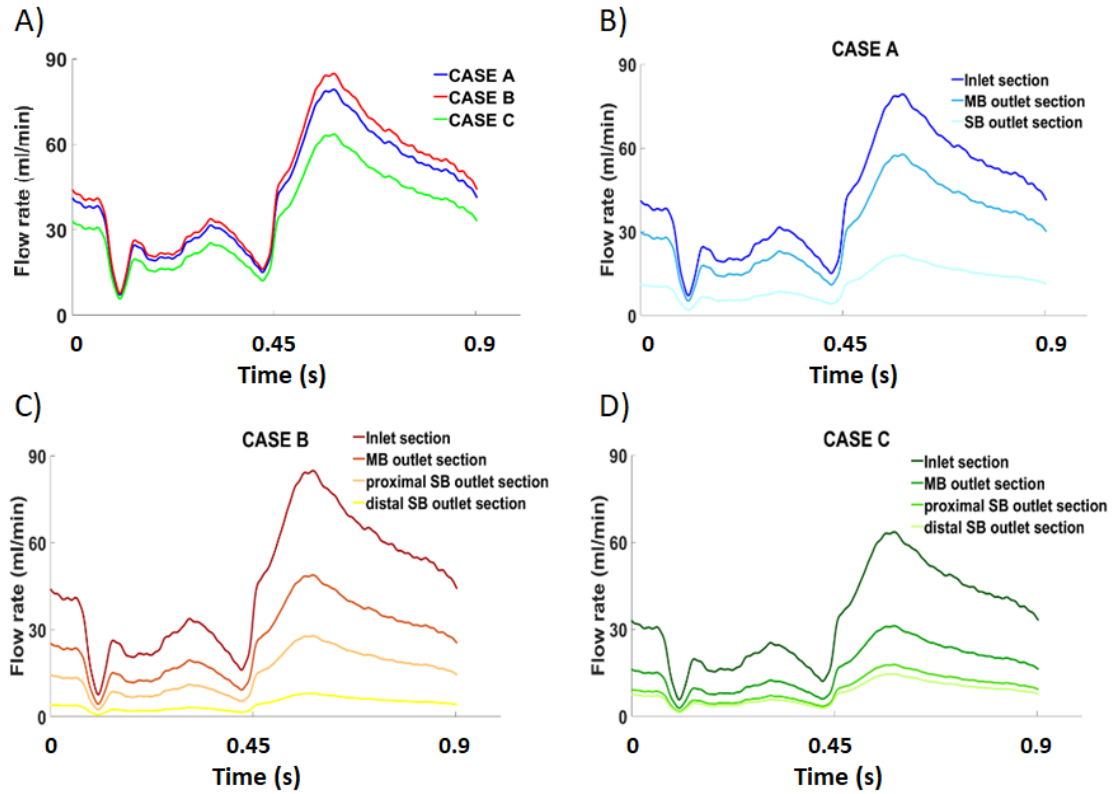 A)
90
60
30
0
Flow rate (ml/min)
CASE A
CASE B
CASE C
0
0.45
0.9
Time (s)
B)
CASE A
90
60
30
0
Flow rate (ml/min)
Inlet section
MB outlet section
SB outlet section
0
0.45
0.9
Time (s)
C)
CASE B
90
60
30
0
Flow rate (ml/min)
Inlet section
MB outlet section
proximal SB outlet section
distal SB outlet section
0
0.45
0.9
Time (s)
D)
CASE C
90
60
30
0
Flow rate (ml/min)
Inlet section
MB outlet section
proximal SB outlet section
distal SB outlet section
0
0.45
0.9
Time (s)